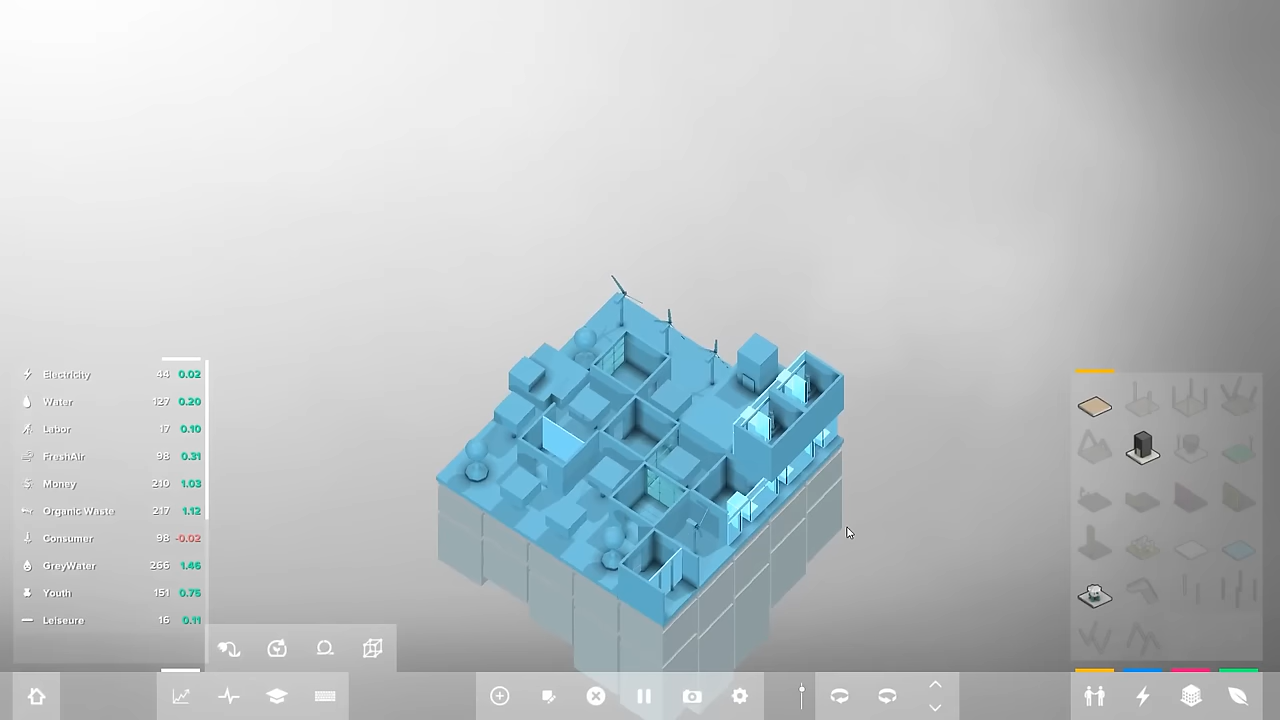 Electricity 44 0.02
Water 127 0.20
Labor 17 0.10
FreshAir 98 0.31
Money 210 1.03
Organic Waste 217 1.12
Consumer 98 -0.02
GreyWater 266 1.46
Youth 151 0.75
Leiseure 16 0.11